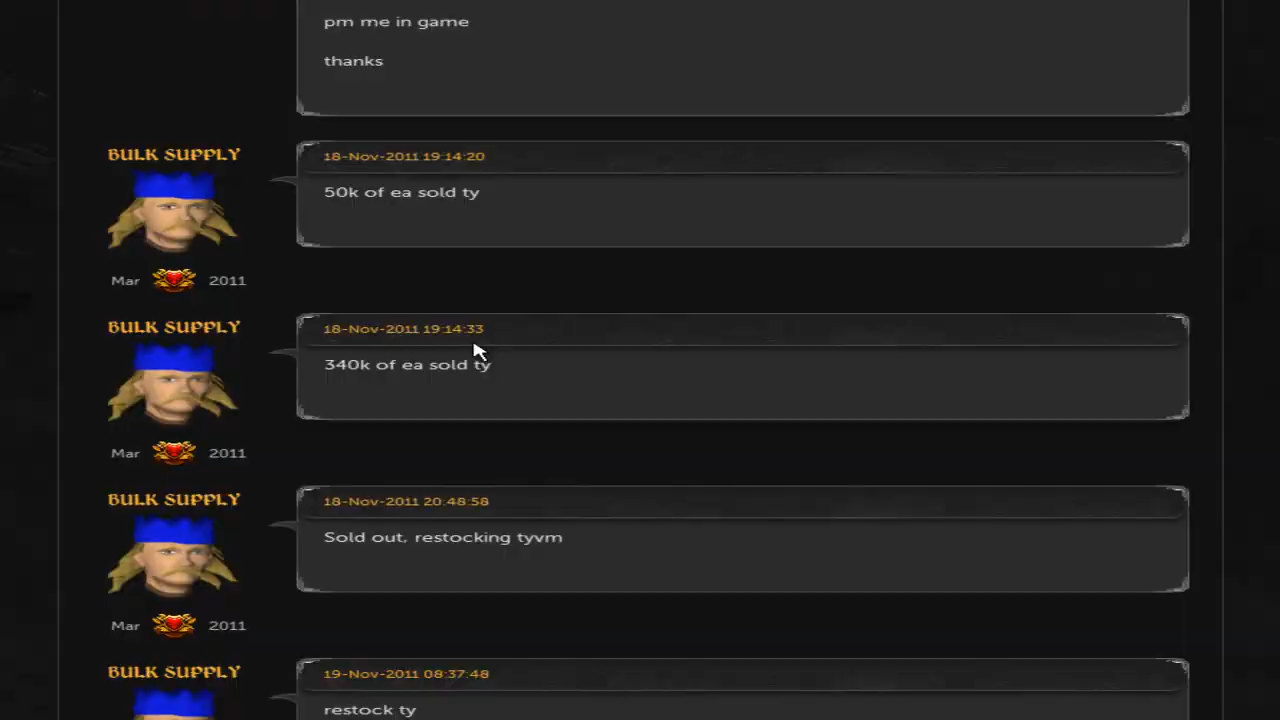 pm me in game
thanks
BULK SUPPLY
18-Nov-2011 19:14:20
50k of ea sold ty
Mar 2011
BULK SUPPLY
18-Nov-2011 19:14:33
340k of ea sold ty
Mar 2011
BULK SUPPLY
18-Nov-2011 20:48:58
Sold out, restocking tyvm
Mar 2011
BULK SUPPLY
19-Nov-2011 08:37:48
restock ty